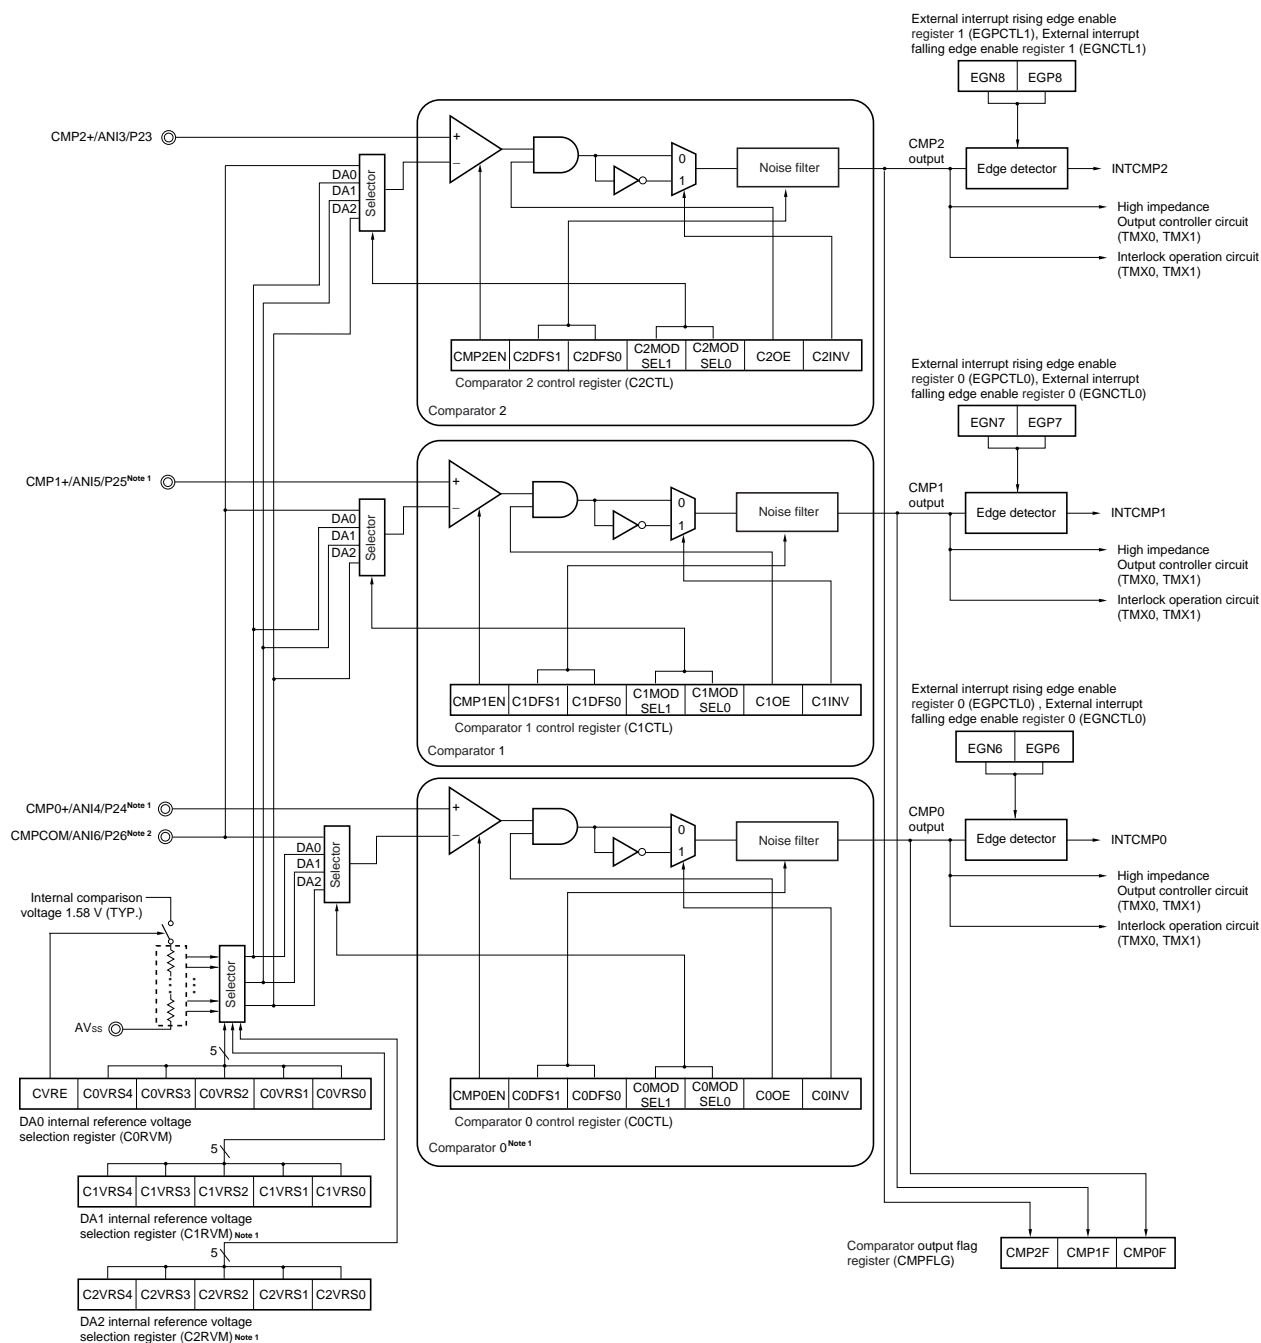 External interrupt rising edge enable
register 1 (EGPCTL1), External interrupt
falling edge enable register 1 (EGNCTL1)
EGN8 EGP8
CMP2+/ANI3/P23
DA0
DA1
DA2
Selector
+
−
0
1
Noise filter
CMP2
output
Edge detector
INTCMP2
High impedance
Output controller circuit
(TMX0, TMX1)
Interlock operation circuit
(TMX0, TMX1)
CMP2EN C2DFS1 C2DFS0 C2MOD SEL1 C2MOD SEL0 C2OE C2INV
Comparator 2 control register (C2CTL)
Comparator 2
External interrupt rising edge enable
register 0 (EGPCTL0), External interrupt
falling edge enable register 0 (EGNCTL0)
EGN7 EGP7
CMP1+/ANI5/P25 Note 1
DA0
DA1
DA2
Selector
+
−
0
1
Noise filter
CMP1
output
Edge detector
INTCMP1
High impedance
Output controller circuit
(TMX0, TMX1)
Interlock operation circuit
(TMX0, TMX1)
CMP1EN C1DFS1 C1DFS0 C1MOD SEL1 C1MOD SEL0 C1OE C1INV
Comparator 1 control register (C1CTL)
Comparator 1
External interrupt rising edge enable
register 0 (EGPCTL0) , External interrupt
falling edge enable register 0 (EGNCTL0)
EGN6 EGP6
CMP0+/ANI4/P24 Note 1
CMPCOM/ANI6/P26 Note 2
DA0
DA1
DA2
Selector
+
−
0
1
Noise filter
CMP0
output
Edge detector
INTCMP0
High impedance
Output controller circuit
(TMX0, TMX1)
Interlock operation circuit
(TMX0, TMX1)
Internal comparison
voltage 1.58 V (TYP.)
Selector
AVSS
5
CVRE C0VRS4 C0VRS3 C0VRS2 C0VRS1 C0VRS0
DA0 internal reference voltage
selection register (C0RVM)
CMP0EN C0DFS1 C0DFS0 C0MOD SEL1 C0MOD SEL0 C0OE C0INV
Comparator 0 control register (C0CTL)
Comparator 0 Note 1
5
C1VRS4 C1VRS3 C1VRS2 C1VRS1 C1VRS0
DA1 internal reference voltage
selection register (C1RVM) Note 1
5
C2VRS4 C2VRS3 C2VRS2 C2VRS1 C2VRS0
DA2 internal reference voltage
selection register (C2RVM) Note 1
Comparator output flag
register (CMPFLG)
CMP2F CMP1F CMP0F